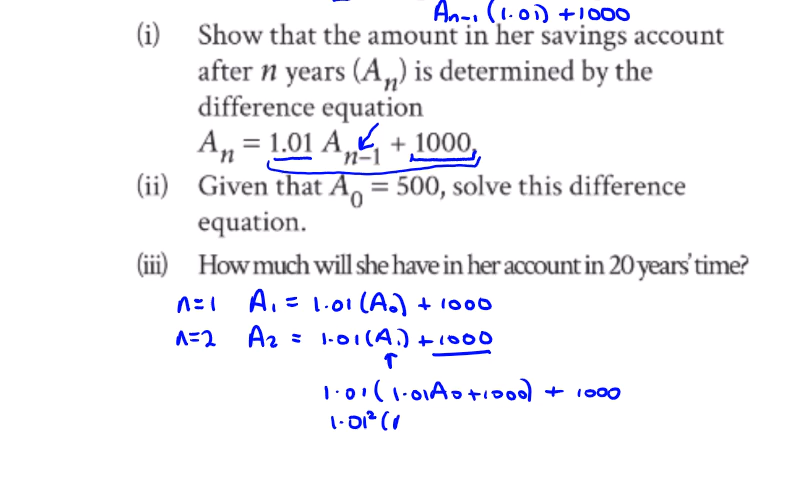 Aₙ₋₁ (1.01) + 1000
(i) Show that the amount in her savings account
after n years (Aₙ) is determined by the
difference equation
Aₙ = 1.01 Aₙ₋₁ + 1000,
(ii) Given that A₀ = 500, solve this difference
equation.
(iii) How much will she have in her account in 20 years' time?
n=1 A₁ = 1.01 (A₀) + 1000
n=2 A₂ = 1.01(A₁) + 1000
1.01 ( 1.01A₀ + 1000) + 1000
1.01² (